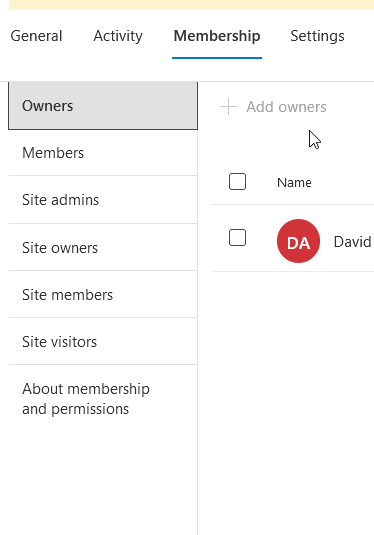 General Activity Membership Settings
Owners
Members
Site admins
Site owners
Site members
Site visitors
About membership
and permissions
Add owners
Name
DA David